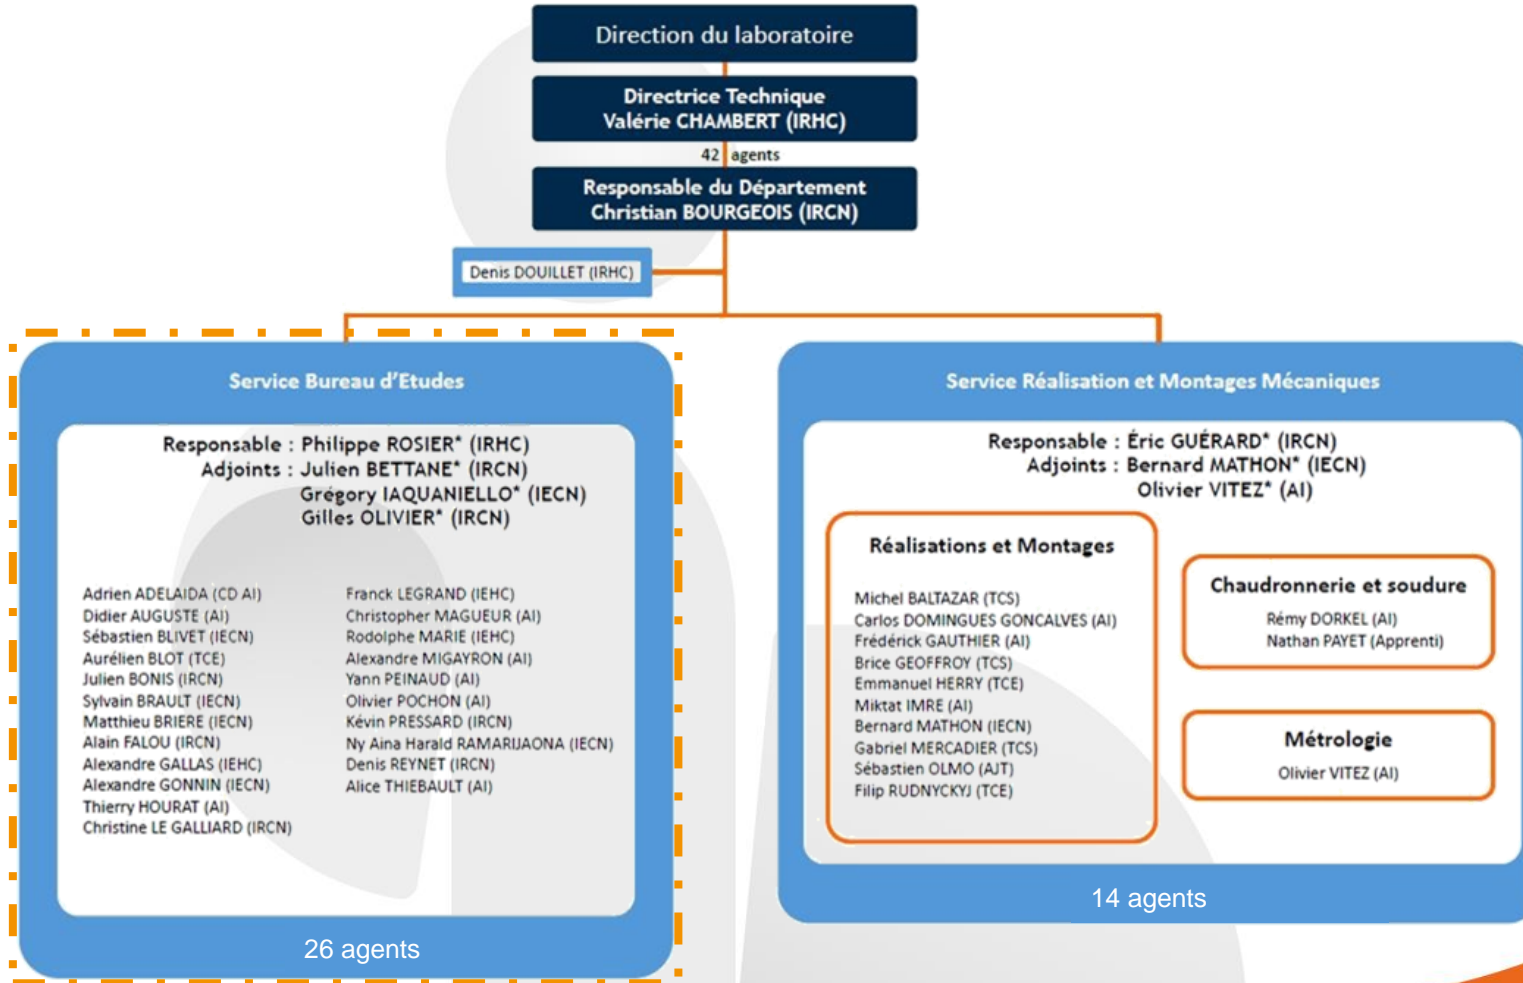 Direction du laboratoire
Directrice Technique
Valérie CHAMBERT (IRHC)
42 agents
Responsable du Département
Christian BOURGEOIS (IRCN)
Denis DOUILLET (IRHC)
Service Bureau d'Etudes
Responsable : Philippe ROSIER* (IRHC)
Adjoints : Julien BETTANE* (IRCN)
Grégory IAQUANIELLO* (IECN)
Gilles OLIVIER* (IRCN)
Adrien ADELAIDA (CD AI)
Didier AUGUSTE (AI)
Sébastien BLIVET (IECN)
Aurélien BLOT (TCE)
Julien BONIS (IRCN)
Sylvain BRAULT (IECN)
Matthieu BRIERE (IECN)
Alain FALOU (IRCN)
Alexandre GALLAS (IEHC)
Alexandre GONNIN (IECN)
Thierry HOURAT (AI)
Christine LE GALLIARD (IRCN)
Franck LEGRAND (IEHC)
Christopher MAGUEUR (AI)
Rodolphe MARIE (IEHC)
Alexandre MIGAYRON (AI)
Yann PEINAUD (AI)
Olivier POCHON (AI)
Kévin PRESSARD (IRCN)
Ny Aina Harald RAMARIJAONA (IECN)
Denis REYNET (IRCN)
Alice THIEBAULT (AI)
26 agents
Service Réalisation et Montages Mécaniques
Responsable : Éric GUÉRARD* (IRCN)
Adjoints : Bernard MATHON* (IECN)
Olivier VITEZ* (AI)
Réalisations et Montages
Michel BALTAZAR (TCS)
Carlos DOMINGUES GONCALVES (AI)
Frédérick GAUTHIER (AI)
Brice GEOFFROY (TCS)
Emmanuel HERRY (TCE)
Miktat IMRE (AI)
Bernard MATHON (IECN)
Gabriel MERCADIER (TCS)
Sébastien OLMO (AJT)
Filip RUDNYCKYJ (TCE)
Chaudronnerie et soudure
Rémy DORKEL (AI)
Nathan PAYET (Apprenti)
Métrologie
Olivier VITEZ (AI)
14 agents